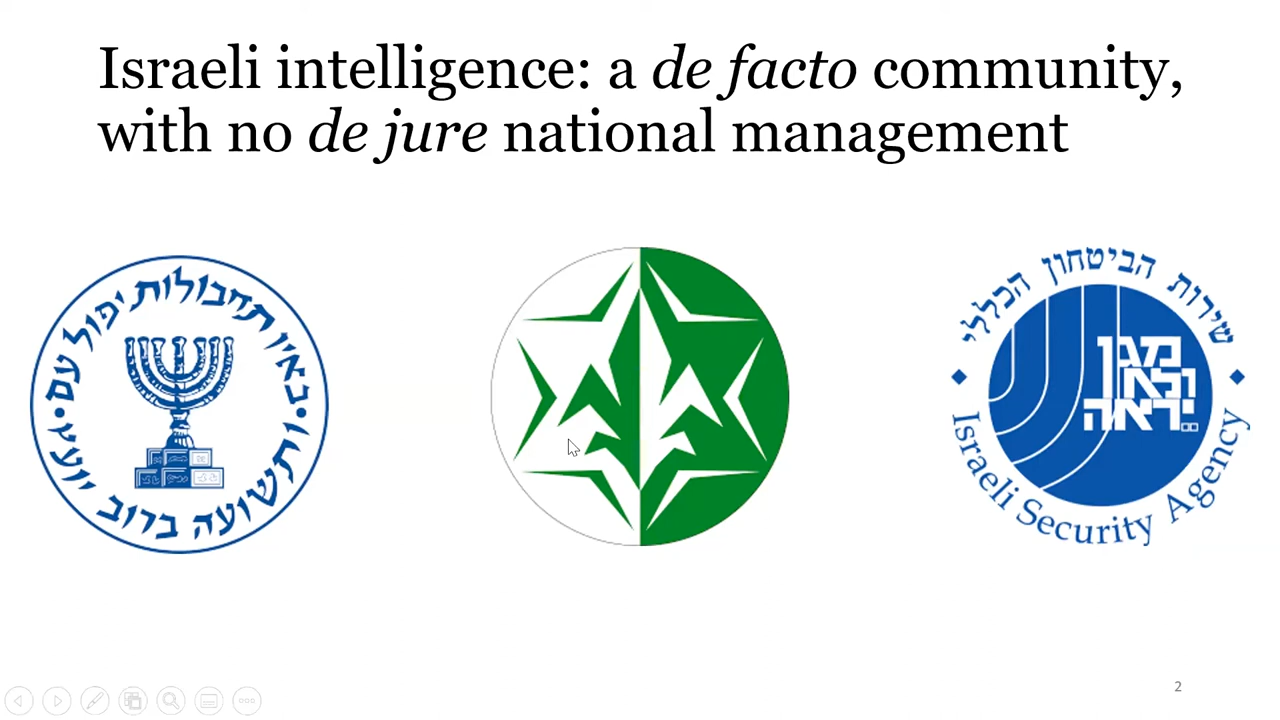 Israeli intelligence: a de facto community,
with no de jure national management
באין תחבולות יפול עם
ותשועה ברוב יועץ
שירות הביטחון הכללי
מגן
ולא
יראה
Israeli Security Agency
2